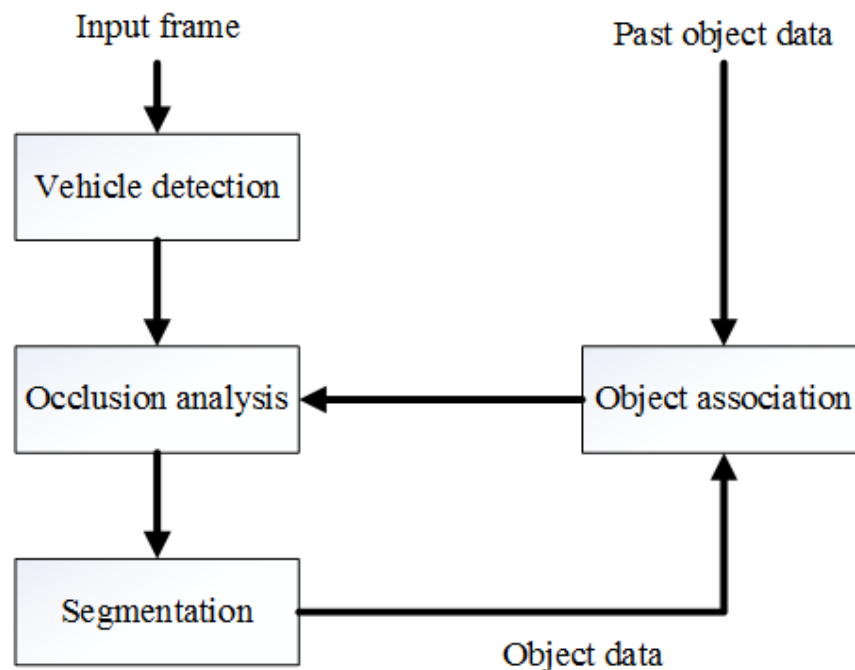 Input frame
Past object data
Vehicle detection
Occlusion analysis
Object association
Segmentation
Object data